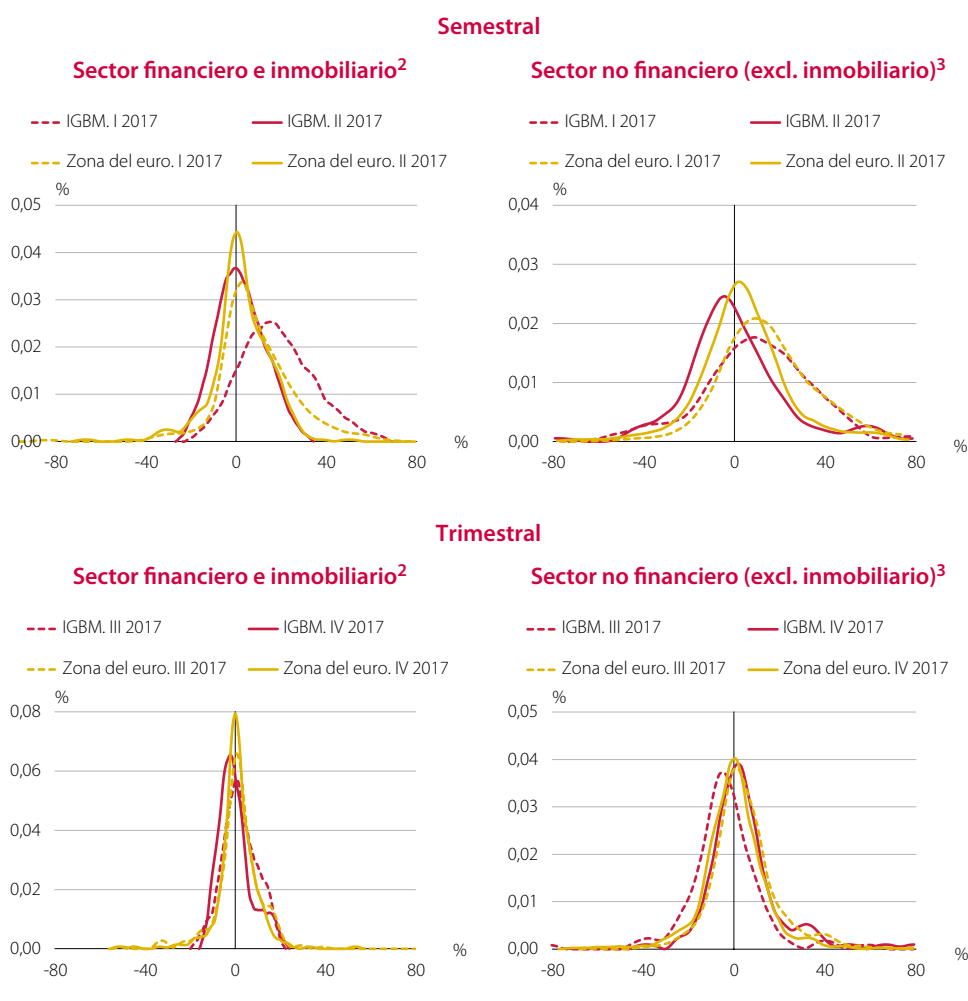 Semestral
Sector financiero e inmobiliario2
IGBM. I 2017
IGBM. II 2017
Zona del euro. I 2017
Zona del euro. II 2017
%
0,05
0,04
0,03
0,02
0,01
0,00
-80
-40
0
40
80
%
Sector no financiero (excl. inmobiliario)3
IGBM. I 2017
IGBM. II 2017
Zona del euro. I 2017
Zona del euro. II 2017
%
0,04
0,03
0,02
0,01
0,00
-80
-40
0
40
80
%
Trimestral
Sector financiero e inmobiliario2
IGBM. III 2017
IGBM. IV 2017
Zona del euro. III 2017
Zona del euro. IV 2017
%
0,08
0,06
0,04
0,02
0,00
-80
-40
0
40
80
%
Sector no financiero (excl. inmobiliario)3
IGBM. III 2017
IGBM. IV 2017
Zona del euro. III 2017
Zona del euro. IV 2017
%
0,05
0,04
0,03
0,02
0,01
0,00
-80
-40
0
40
80
%